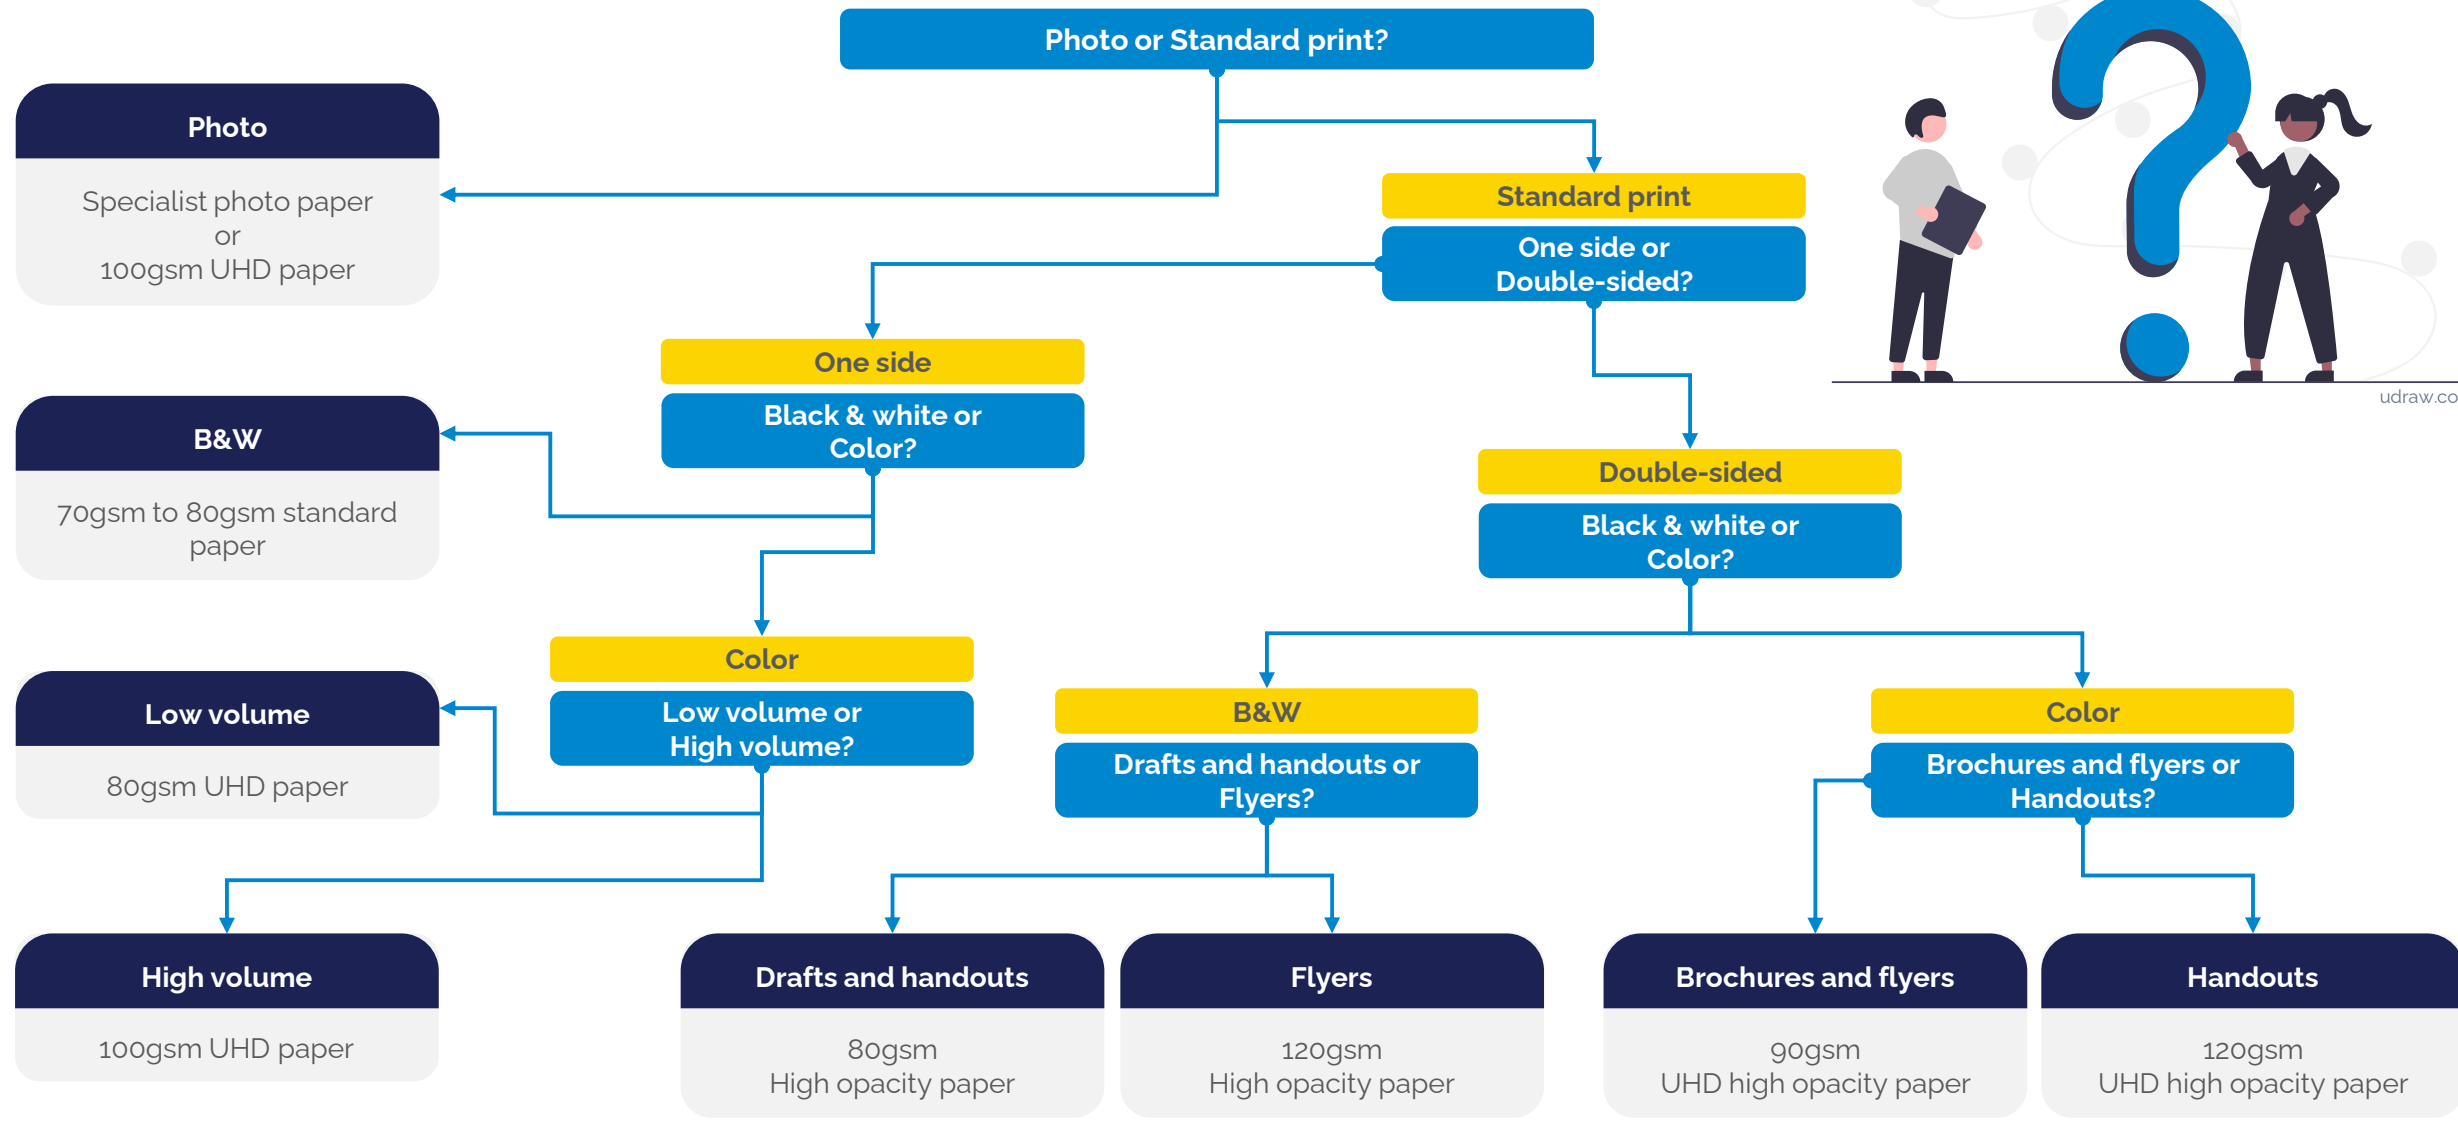 Photo or Standard print?
Photo
Specialist photo paper
or
100gsm UHD paper
Standard print
One side or
Double-sided?
One side
Black & white or
Color?
udraw.co
B&W
70gsm to 80gsm standard
paper
Double-sided
Black & white or
Color?
Color
Low volume or
High volume?
Low volume
80gsm UHD paper
B&W
Drafts and handouts or
Flyers?
Color
Brochures and flyers or
Handouts?
High volume
100gsm UHD paper
Drafts and handouts
80gsm
High opacity paper
Flyers
120gsm
High opacity paper
Brochures and flyers
90gsm
UHD high opacity paper
Handouts
120gsm
UHD high opacity paper